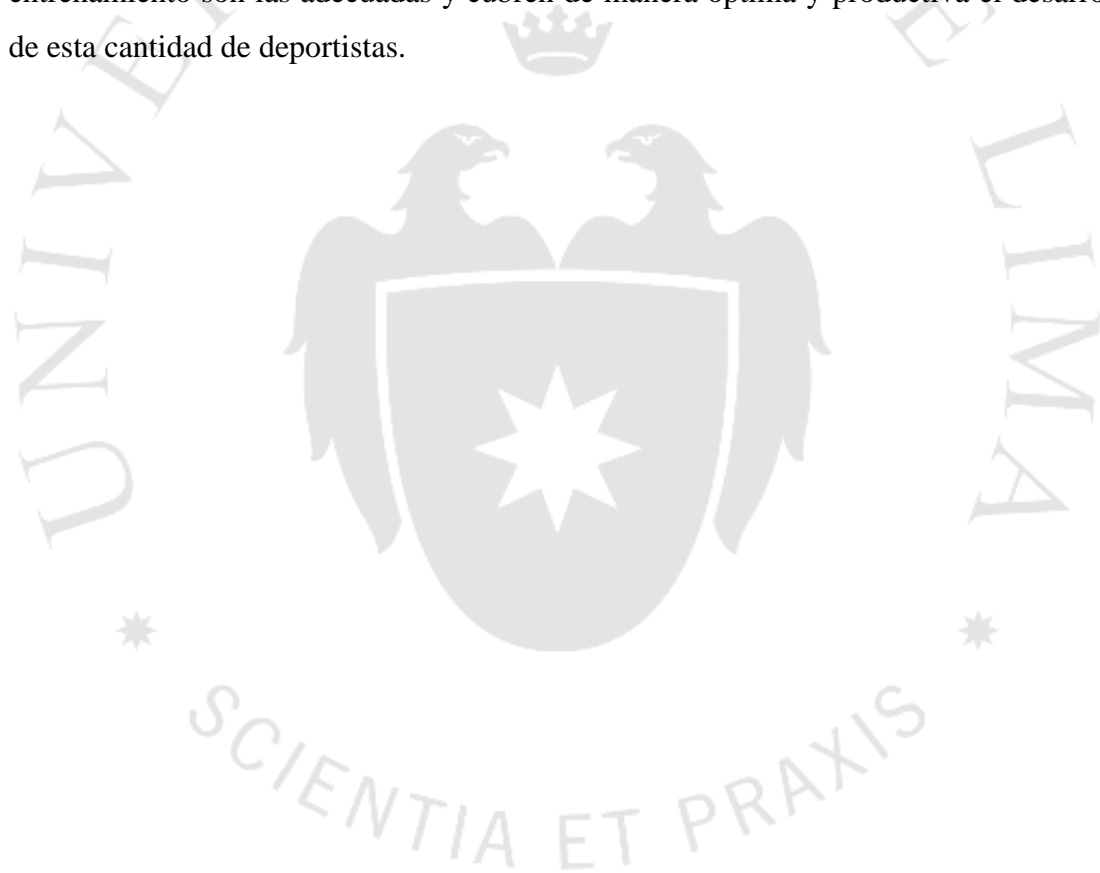 entrenamiento son las adecuadas y cubren de manera óptima y productiva el desarro
de esta cantidad de deportistas.
UNIVE
E LIMA
SCIENTIA ET PRAXIS